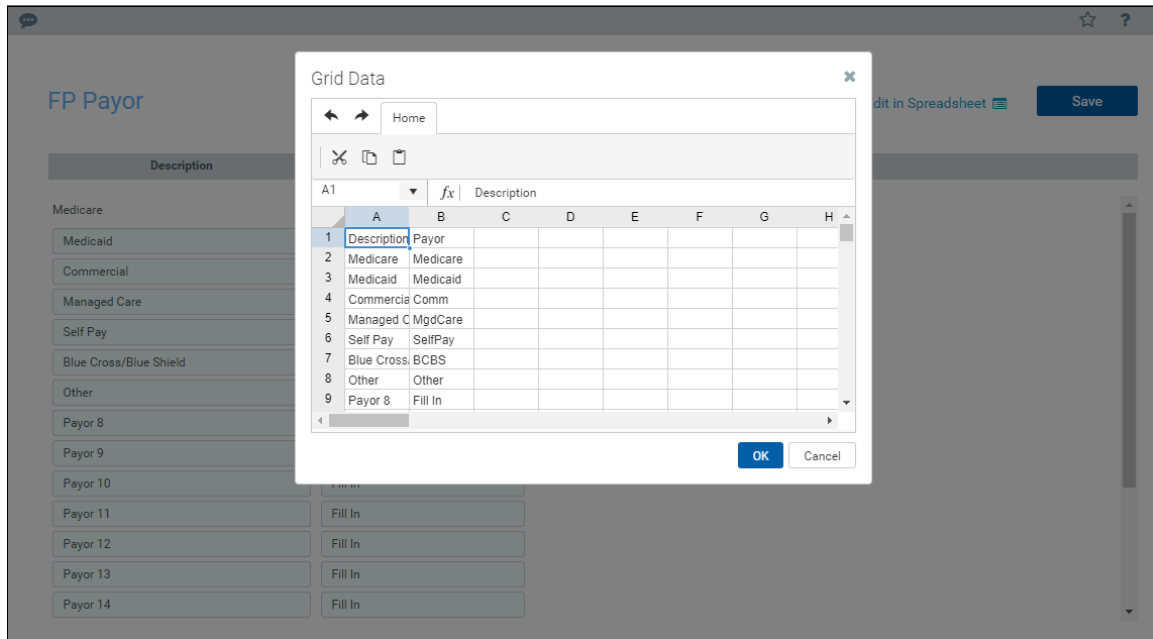 ?
FP Payor
dit in Spreadsheet
Save
Description
Medicare
Medicaid
Commercial
Managed Care
Self Pay
Blue Cross/Blue Shield
Other
Payor 8
Payor 9
Payor 10
Payor 11 Fill In
Payor 12 Fill In
Payor 13 Fill In
Payor 14 Fill In
Grid Data
Home
A1 fx Description
A B C D E F G H
1 Description Payor
2 Medicare Medicare
3 Medicaid Medicaid
4 Commercia Comm
5 Managed C MgdCare
6 Self Pay SelfPay
7 Blue Cross/ BCBS
8 Other Other
9 Payor 8 Fill In
OK Cancel